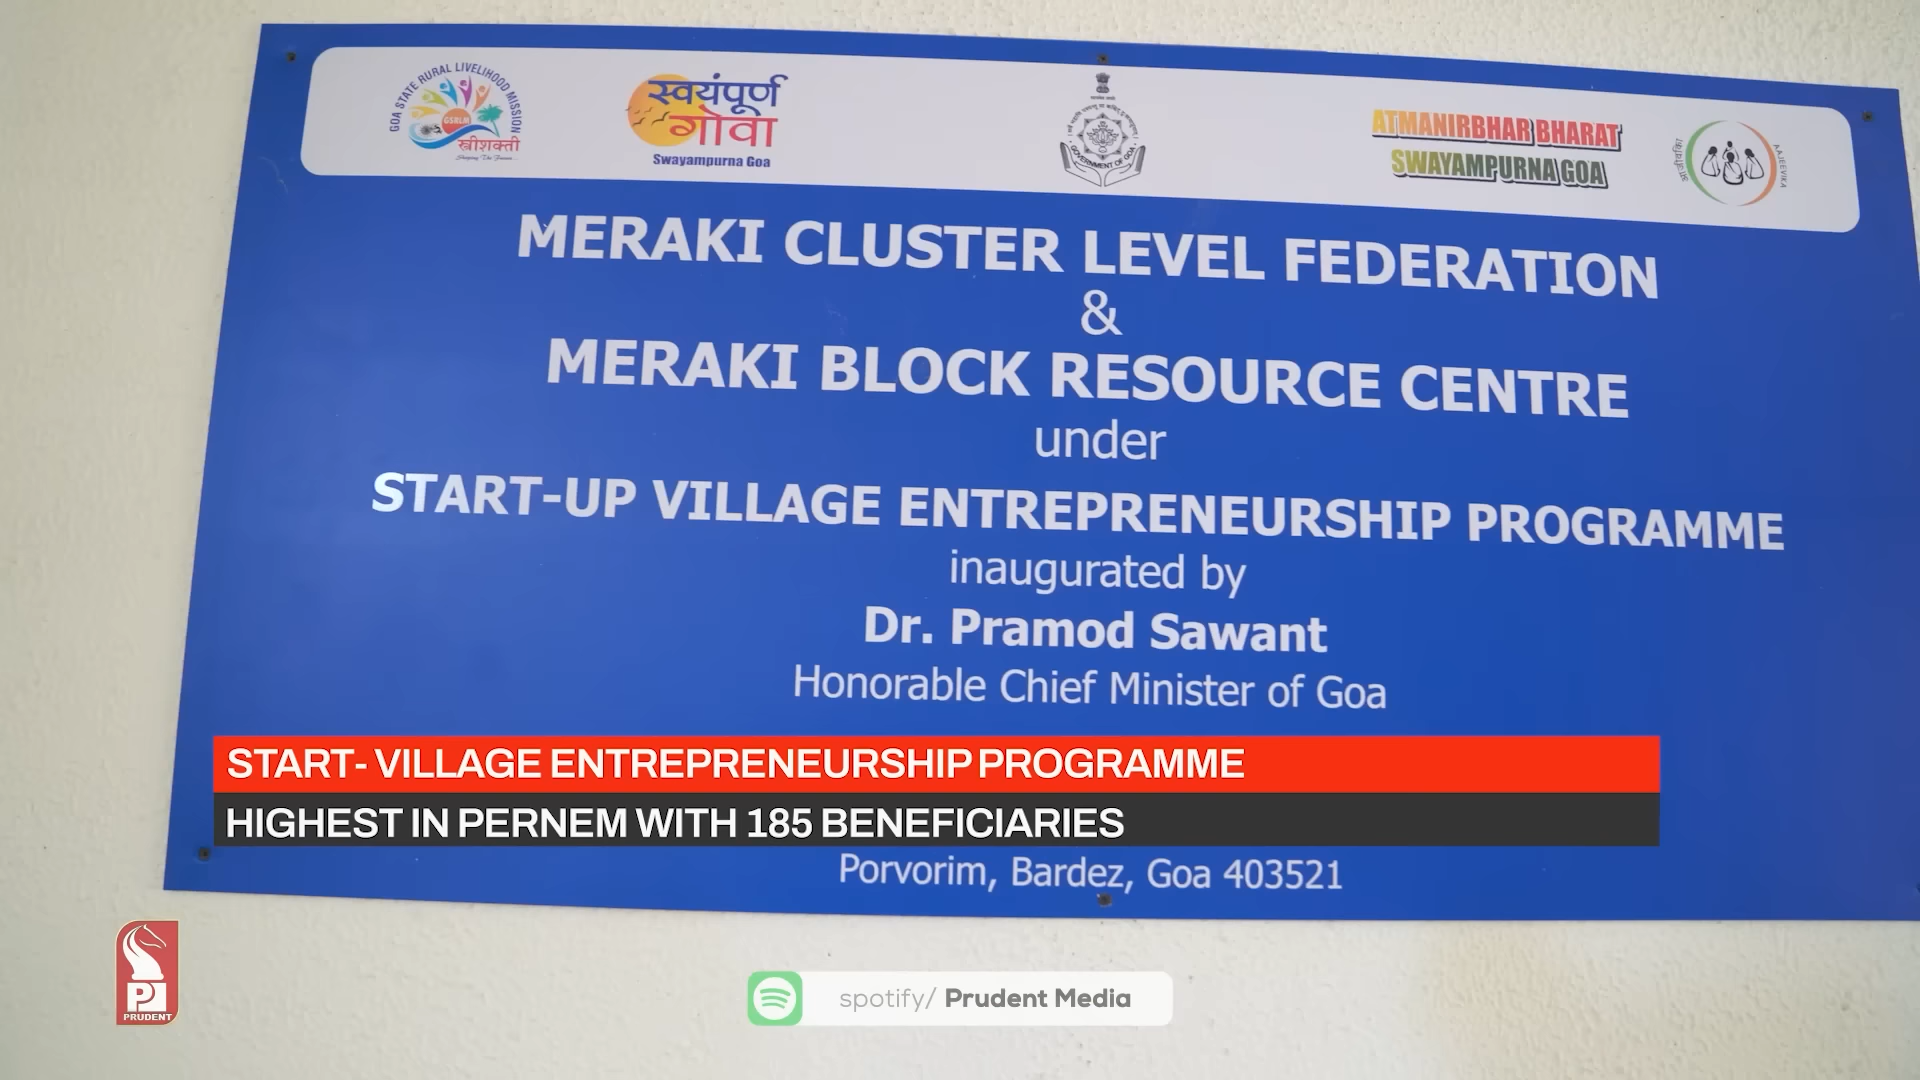 GOA STATE RURAL LIVELIHOOD MISSION
GSRLM
स्त्रीशक्ती
स्वयंपूर्ण
गोवा
Swayampurna Goa
GOVERNMENT OF GOA
ATMANIRBHAR BHARAT
SWAYAMPURNA GOA
आजीविका
AAJEEVIKA
MERAKI CLUSTER LEVEL FEDERATION
&
MERAKI BLOCK RESOURCE CENTRE
under
START-UP VILLAGE ENTREPRENEURSHIP PROGRAMME
inaugurated by
Dr. Pramod Sawant
Honorable Chief Minister of Goa
START- VILLAGE ENTREPRENEURSHIP PROGRAMME
HIGHEST IN PERNEM WITH 185 BENEFICIARIES
Porvorim, Bardez, Goa 403521
PRUDENT
spotify/ Prudent Media